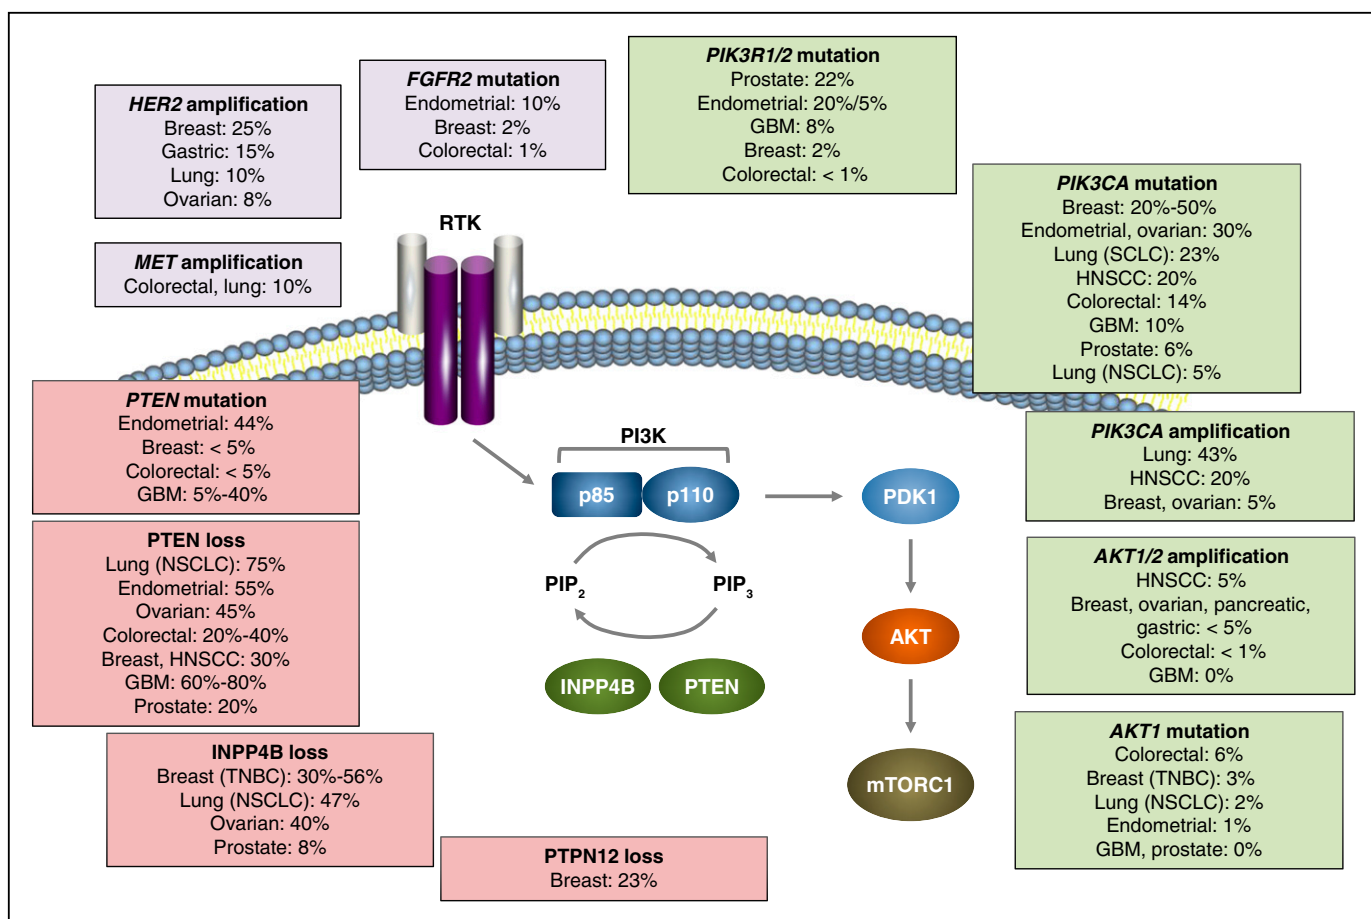 HER2 amplification
Breast: 25%
Gastric: 15%
Lung: 10%
Ovarian: 8%
FGFR2 mutation
Endometrial: 10%
Breast: 2%
Colorectal: 1%
PIK3R1/2 mutation
Prostate: 22%
Endometrial: 20%/5%
GBM: 8%
Breast: 2%
Colorectal: < 1%
PIK3CA mutation
Breast: 20%-50%
Endometrial, ovarian: 30%
Lung (SCLC): 23%
HNSCC: 20%
Colorectal: 14%
GBM: 10%
Prostate: 6%
Lung (NSCLC): 5%
MET amplification
Colorectal, lung: 10%
RTK
PTEN mutation
Endometrial: 44%
Breast: < 5%
Colorectal: < 5%
GBM: 5%-40%
PI3K
p85
p110
PDK1
PIK3CA amplification
Lung: 43%
HNSCC: 20%
Breast, ovarian: 5%
PTEN loss
Lung (NSCLC): 75%
Endometrial: 55%
Ovarian: 45%
Colorectal: 20%-40%
Breast, HNSCC: 30%
GBM: 60%-80%
Prostate: 20%
PIP2
PIP3
AKT
INPP4B
PTEN
AKT1/2 amplification
HNSCC: 5%
Breast, ovarian, pancreatic,
gastric: < 5%
Colorectal: < 1%
GBM: 0%
INPP4B loss
Breast (TNBC): 30%-56%
Lung (NSCLC): 47%
Ovarian: 40%
Prostate: 8%
mTORC1
AKT1 mutation
Colorectal: 6%
Breast (TNBC): 3%
Lung (NSCLC): 2%
Endometrial: 1%
GBM, prostate: 0%
PTPN12 loss
Breast: 23%